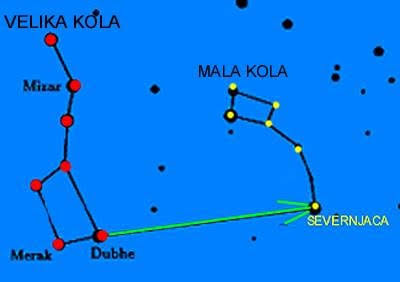 VELIKA KOLA
MALA KOLA
Mizar
SEVERNJACA
Merak
Dubhe